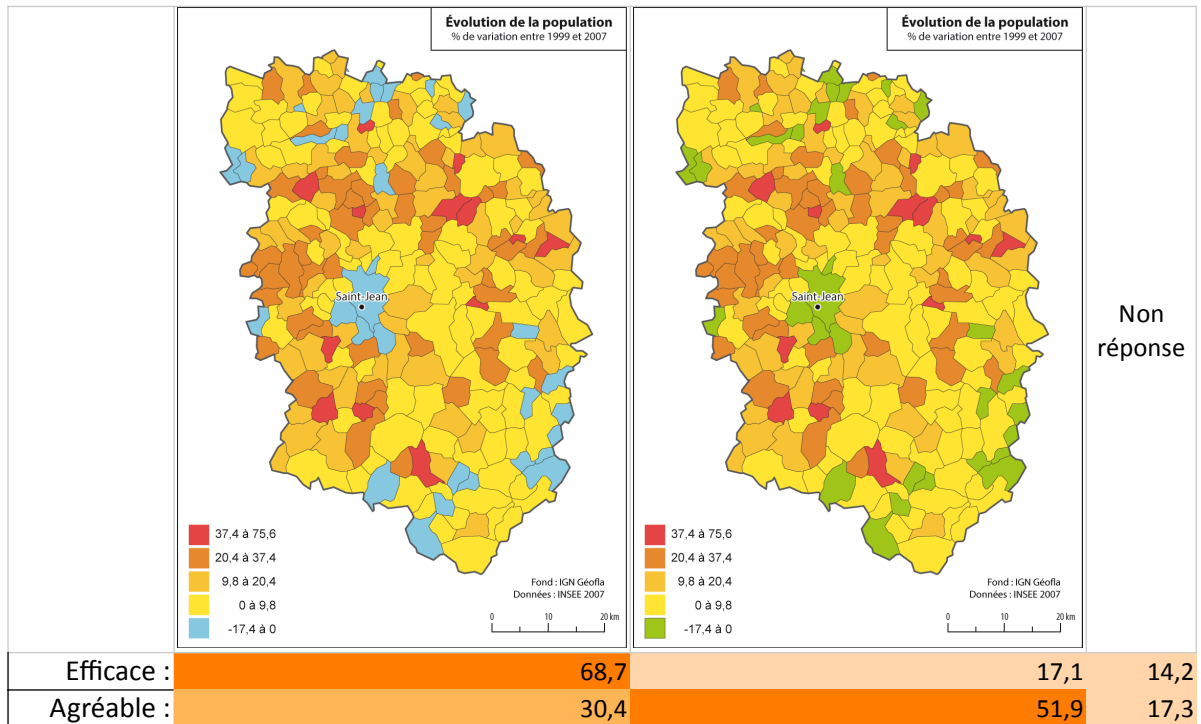 Évolution de la population
% de variation entre 1999 et 2007
Saint-Jean
37,4 à 75,6
20,4 à 37,4
9,8 à 20,4
0 à 9,8
-17,4 à 0
Fond : IGN Géofla
Données : INSEE 2007
0 10 20 km
Évolution de la population
% de variation entre 1999 et 2007
Saint-Jean
37,4 à 75,6
20,4 à 37,4
9,8 à 20,4
0 à 9,8
-17,4 à 0
Fond : IGN Géofla
Données : INSEE 2007
0 10 20 km
Non
réponse
Efficace : 68,7 17,1 14,2
Agréable : 30,4 51,9 17,3